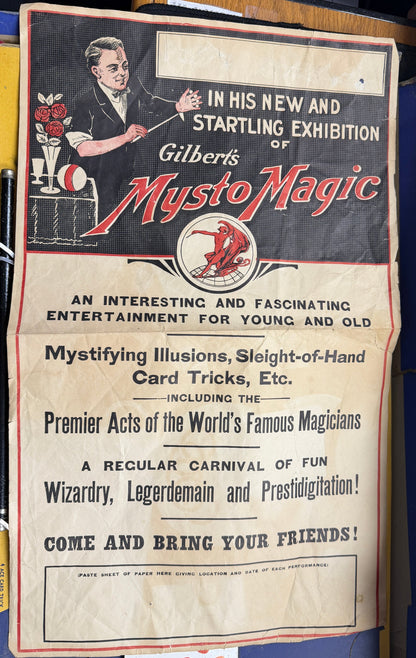 IN HIS NEW AND
STARTLING EXHIBITION
OF
Gilbert's
Mysto Magic
AN INTERESTING AND FASCINATING
ENTERTAINMENT FOR YOUNG AND OLD
Mystifying Illusions, Sleight-of-Hand
Card Tricks, Etc.
INCLUDING THE
Premier Acts of the World's Famous Magicians
A REGULAR CARNIVAL OF FUN
Wizardry, Legerdemain and Prestidigitation!
COME AND BRING YOUR FRIENDS!
(PASTE SHEET OF PAPER HERE GIVING LOCATION AND DATE OF EACH PERFORMANCE)